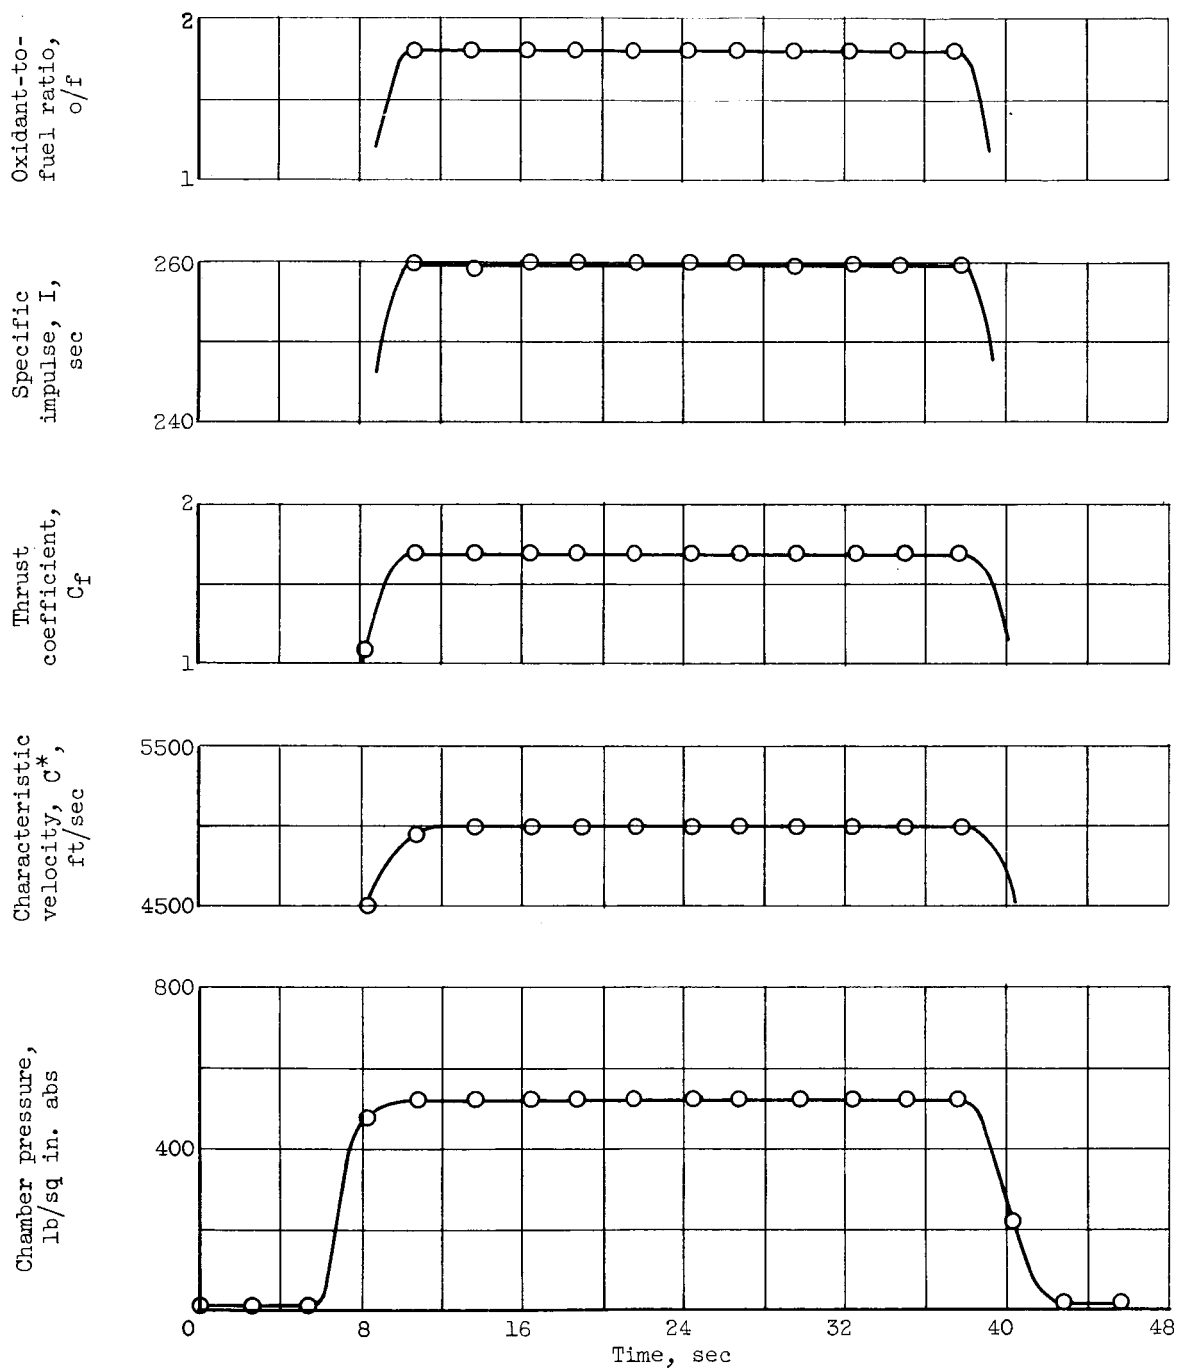 Oxidant-to-
fuel ratio,
o/f
2
1
Specific
impulse, I,
sec
260
240
Thrust
coefficient,
Cf
2
1
Characteristic
velocity, C*,
ft/sec
5500
4500
Chamber pressure,
lb/sq in. abs
800
400
0 8 16 24 32 40 48
Time, sec